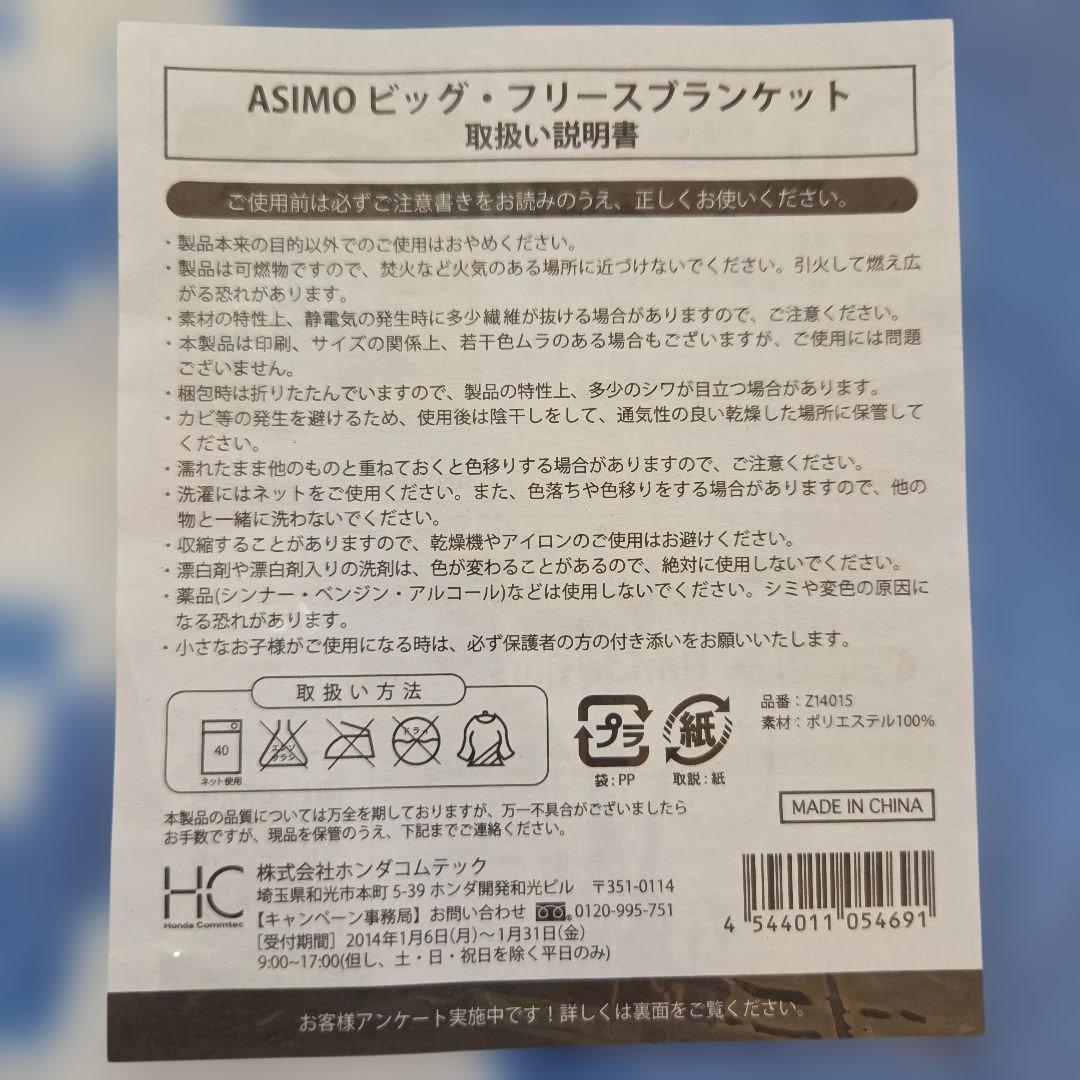 ASIMO ビッグ・フリースブランケット
取扱い説明書
ご使用前は必ずご注意書きをお読みのうえ、正しくお使いください。
・製品本来の目的以外でのご使用はおやめください。
・製品は可燃物ですので、焚火など火気のある場所に近づけないでください。引火して燃え広
がる恐れがあります。
・素材の特性上、静電気の発生時に多少繊維が抜ける場合がありますので、ご注意ください。
・本製品は印刷、サイズの関係上、若干色ムラのある場合もございますが、ご使用には問題
ございません。
・梱包時は折りたたんでいますので、製品の特性上、多少のシワが目立つ場合があります。
・カビ等の発生を避けるため、使用後は陰干しをして、通気性の良い乾燥した場所に保管して
ください。
・濡れたまま他のものと重ねておくと色移りする場合がありますので、ご注意ください。
・洗濯にはネットをご使用ください。また、色落ちや色移りをする場合がありますので、他の
物と一緒に洗わないでください。
・収縮することがありますので、乾燥機やアイロンのご使用はお避けください。
・漂白剤や漂白剤入りの洗剤は、色が変わることがあるので、絶対に使用しないでください。
・薬品(シンナー・ベンジン・アルコール)などは使用しないでください。シミや変色の原因に
なる恐れがあります。
・小さなお子様がご使用になる時は、必ず保護者の方の付き添いをお願いいたします。
取扱い方法
40
ネット使用
エンソ
サラシ
ドライ
プラ
袋:PP
紙
取説:紙
品番:Z14015
素材:ポリエステル100%
MADE IN CHINA
本製品の品質については万全を期しておりますが、万一不具合がございましたら
お手数ですが、現品を保管のうえ、下記までご連絡ください。
HC
Honda Commtec
株式会社ホンダコムテック
埼玉県和光市本町 5-39 ホンダ開発和光ビル 〒351-0114
【キャンペーン事務局】お問い合わせ 0120-995-751
[受付期間] 2014年1月6日(月)～1月31日(金)
9:00~17:00(但し、土・日・祝日を除く平日のみ)
4 544011 054691
お客様アンケート実施中です！詳しくは裏面をご覧ください。